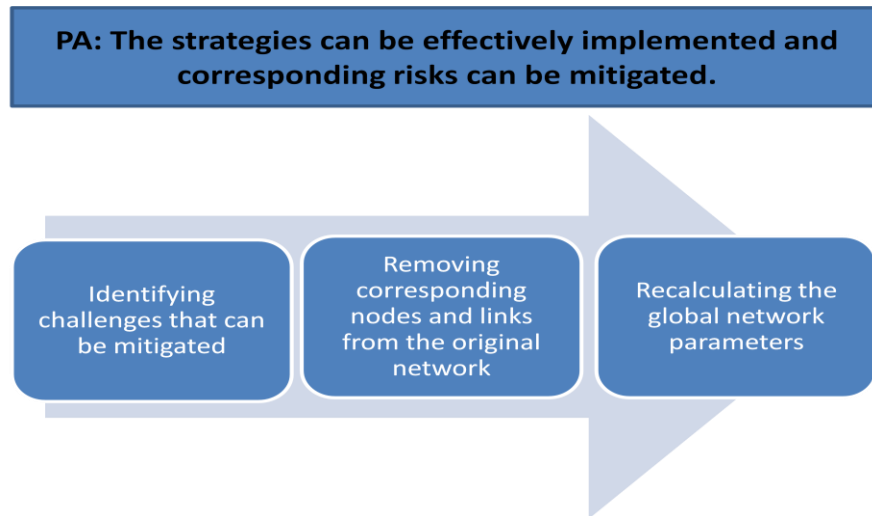 PA: The strategies can be effectively implemented and
corresponding risks can be mitigated.
Identifying
challenges that can
be mitigated
Removing
corresponding
nodes and links
from the original
network
Recalculating the
global network
parameters